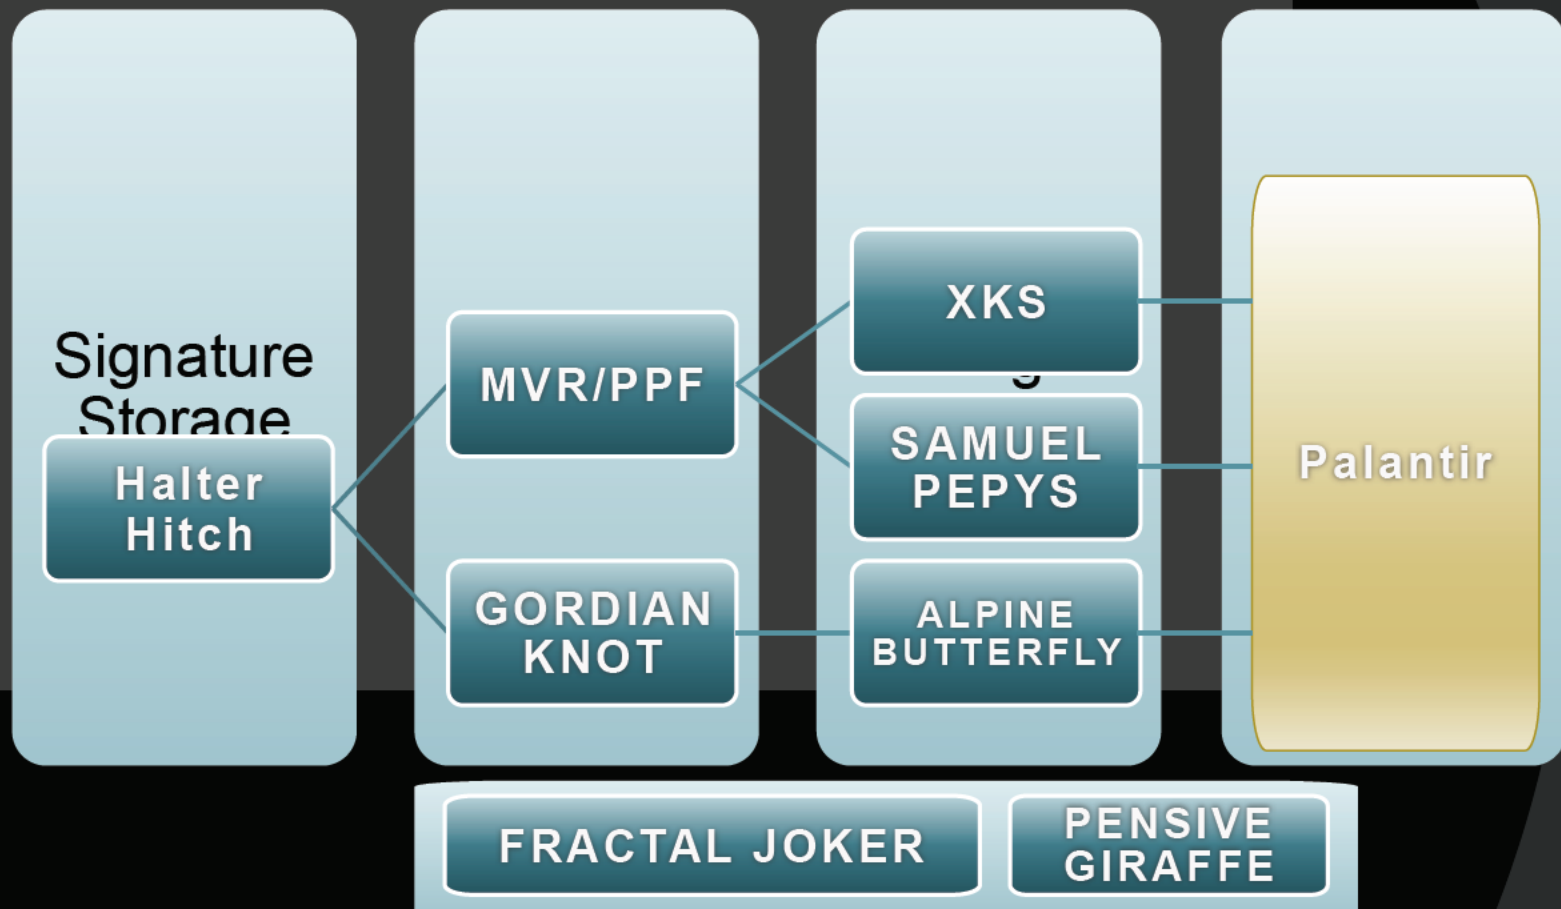 Signature
Storage
Halter
Hitch
MVR/PPF
GORDIAN
KNOT
XKS
SAMUEL
PEPYS
ALPINE
BUTTERFLY
Palantir
FRACTAL JOKER
PENSIVE
GIRAFFE